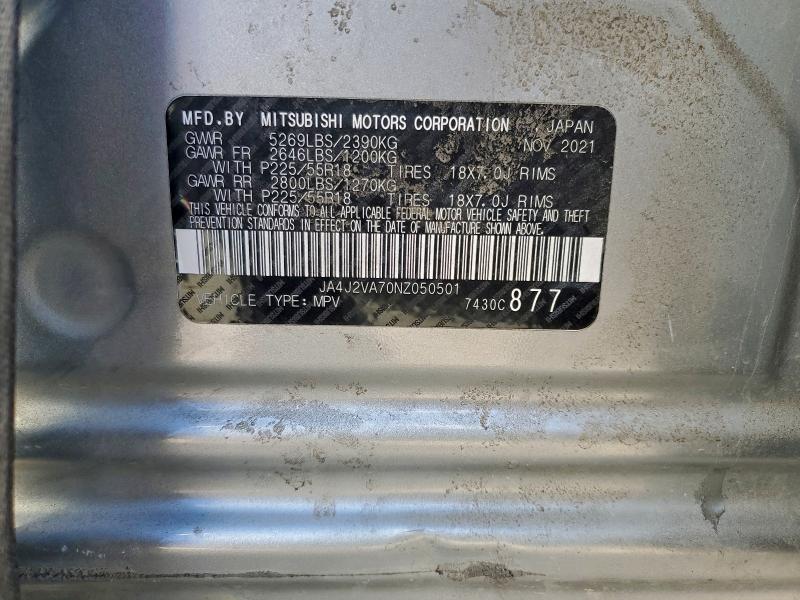 MFD.BY MITSUBISHI MOTORS CORPORATION JAPAN
GVWR 5269LBS/2390KG NOV 2021
GAWR FR 2646LBS/1200KG
WITH P225/55R18 TIRES 18X7.0J RIMS
GAWR RR 2800LBS/1270KG
WITH P225/55R18 TIRES 18X7.0J RIMS
THIS VEHICLE CONFORMS TO ALL APPLICABLE FEDERAL MOTOR VEHICLE SAFETY AND THEFT
PREVENTION STANDARDS IN EFFECT ON THE DATE OF MANUFACTURE SHOWN ABOVE.
JA4J2VA70NZ050501
VEHICLE TYPE: MPV 7430C 877